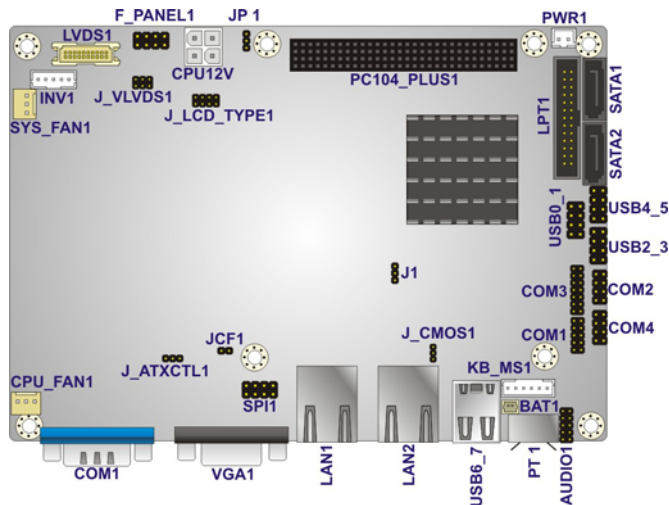 F_PANEL1
JP 1
PWR1
LVDS1
CPU12V
PC104_PLUS1
INV1
J_VLVDS1
J_LCD_TYPE1
SYS_FAN1
LPT1
SATA1
SATA2
USB0_1
USB4_5
USB2_3
J1
COM3
COM2
COM1
COM4
JCF1
J_CMOS1
J_ATXCTL1
KB_MS1
CPU_FAN1
SPI1
BAT1
COM1
VGA1
LAN1
LAN2
USB6_7
PT 1
AUDIO1